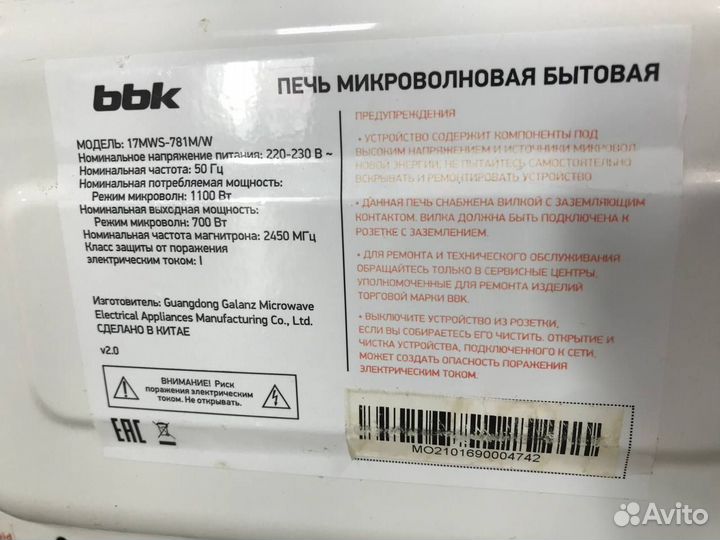 bbk
ПЕЧЬ МИКРОВОЛНОВАЯ БЫТОВАЯ
МОДЕЛЬ: 17MWS-781M/W
Номинальное напряжение питания: 220-230 В ~
Номинальная частота: 50 Гц
Номинальная потребляемая мощность:
Режим микроволн: 1100 Вт
Номинальная выходная мощность:
Режим микроволн: 700 Вт
Номинальная частота магнитрона: 2450 МГц
Класс защиты от поражения
электрическим током: I
Изготовитель: Guangdong Galanz Microwave
Electrical Appliances Manufacturing Co., Ltd.
СДЕЛАНО В КИТАЕ
v2.0
ВНИМАНИЕ! Риск
поражения электрическим
током. Не открывать.
EAC
ПРЕДУПРЕЖДЕНИЯ
• УСТРОЙСТВО СОДЕРЖИТ КОМПОНЕНТЫ ПОД
ВЫСОКИМ НАПРЯЖЕНИЕМ И ИСТОЧНИКИ МИКРОВОЛ
НОВОЙ ЭНЕРГИИ. НЕ ПЫТАЙТЕСЬ САМОСТОЯТЕЛЬНО
ВСКРЫВАТЬ И РЕМОНТИРОВАТЬ УСТРОЙСТВО
• ДАННАЯ ПЕЧЬ СНАБЖЕНА ВИЛКОЙ С ЗАЗЕМЛЯЮЩИМ
КОНТАКТОМ. ВИЛКА ДОЛЖНА БЫТЬ ПОДКЛЮЧЕНА К
РОЗЕТКЕ С ЗАЗЕМЛЕНИЕМ.
• ДЛЯ РЕМОНТА И ТЕХНИЧЕСКОГО ОБСЛУЖИВАНИЯ
ОБРАЩАЙТЕСЬ ТОЛЬКО В СЕРВИСНЫЕ ЦЕНТРЫ,
УПОЛНОМОЧЕННЫЕ ДЛЯ РЕМОНТА ИЗДЕЛИЙ
ТОРГОВОЙ МАРКИ BBK.
• ВЫКЛЮЧИТЕ УСТРОЙСТВО ИЗ РОЗЕТКИ,
ЕСЛИ ВЫ СОБИРАЕТЕСЬ ЕГО ЧИСТИТЬ. ОТКРЫТИЕ И
ЧИСТКА УСТРОЙСТВА, ПОДКЛЮЧЕННОГО К СЕТИ,
МОЖЕТ СОЗДАТЬ ОПАСНОСТЬ ПОРАЖЕНИЯ
ЭЛЕКТРИЧЕСКИМ ТОКОМ.
MO2101690004742
Avito